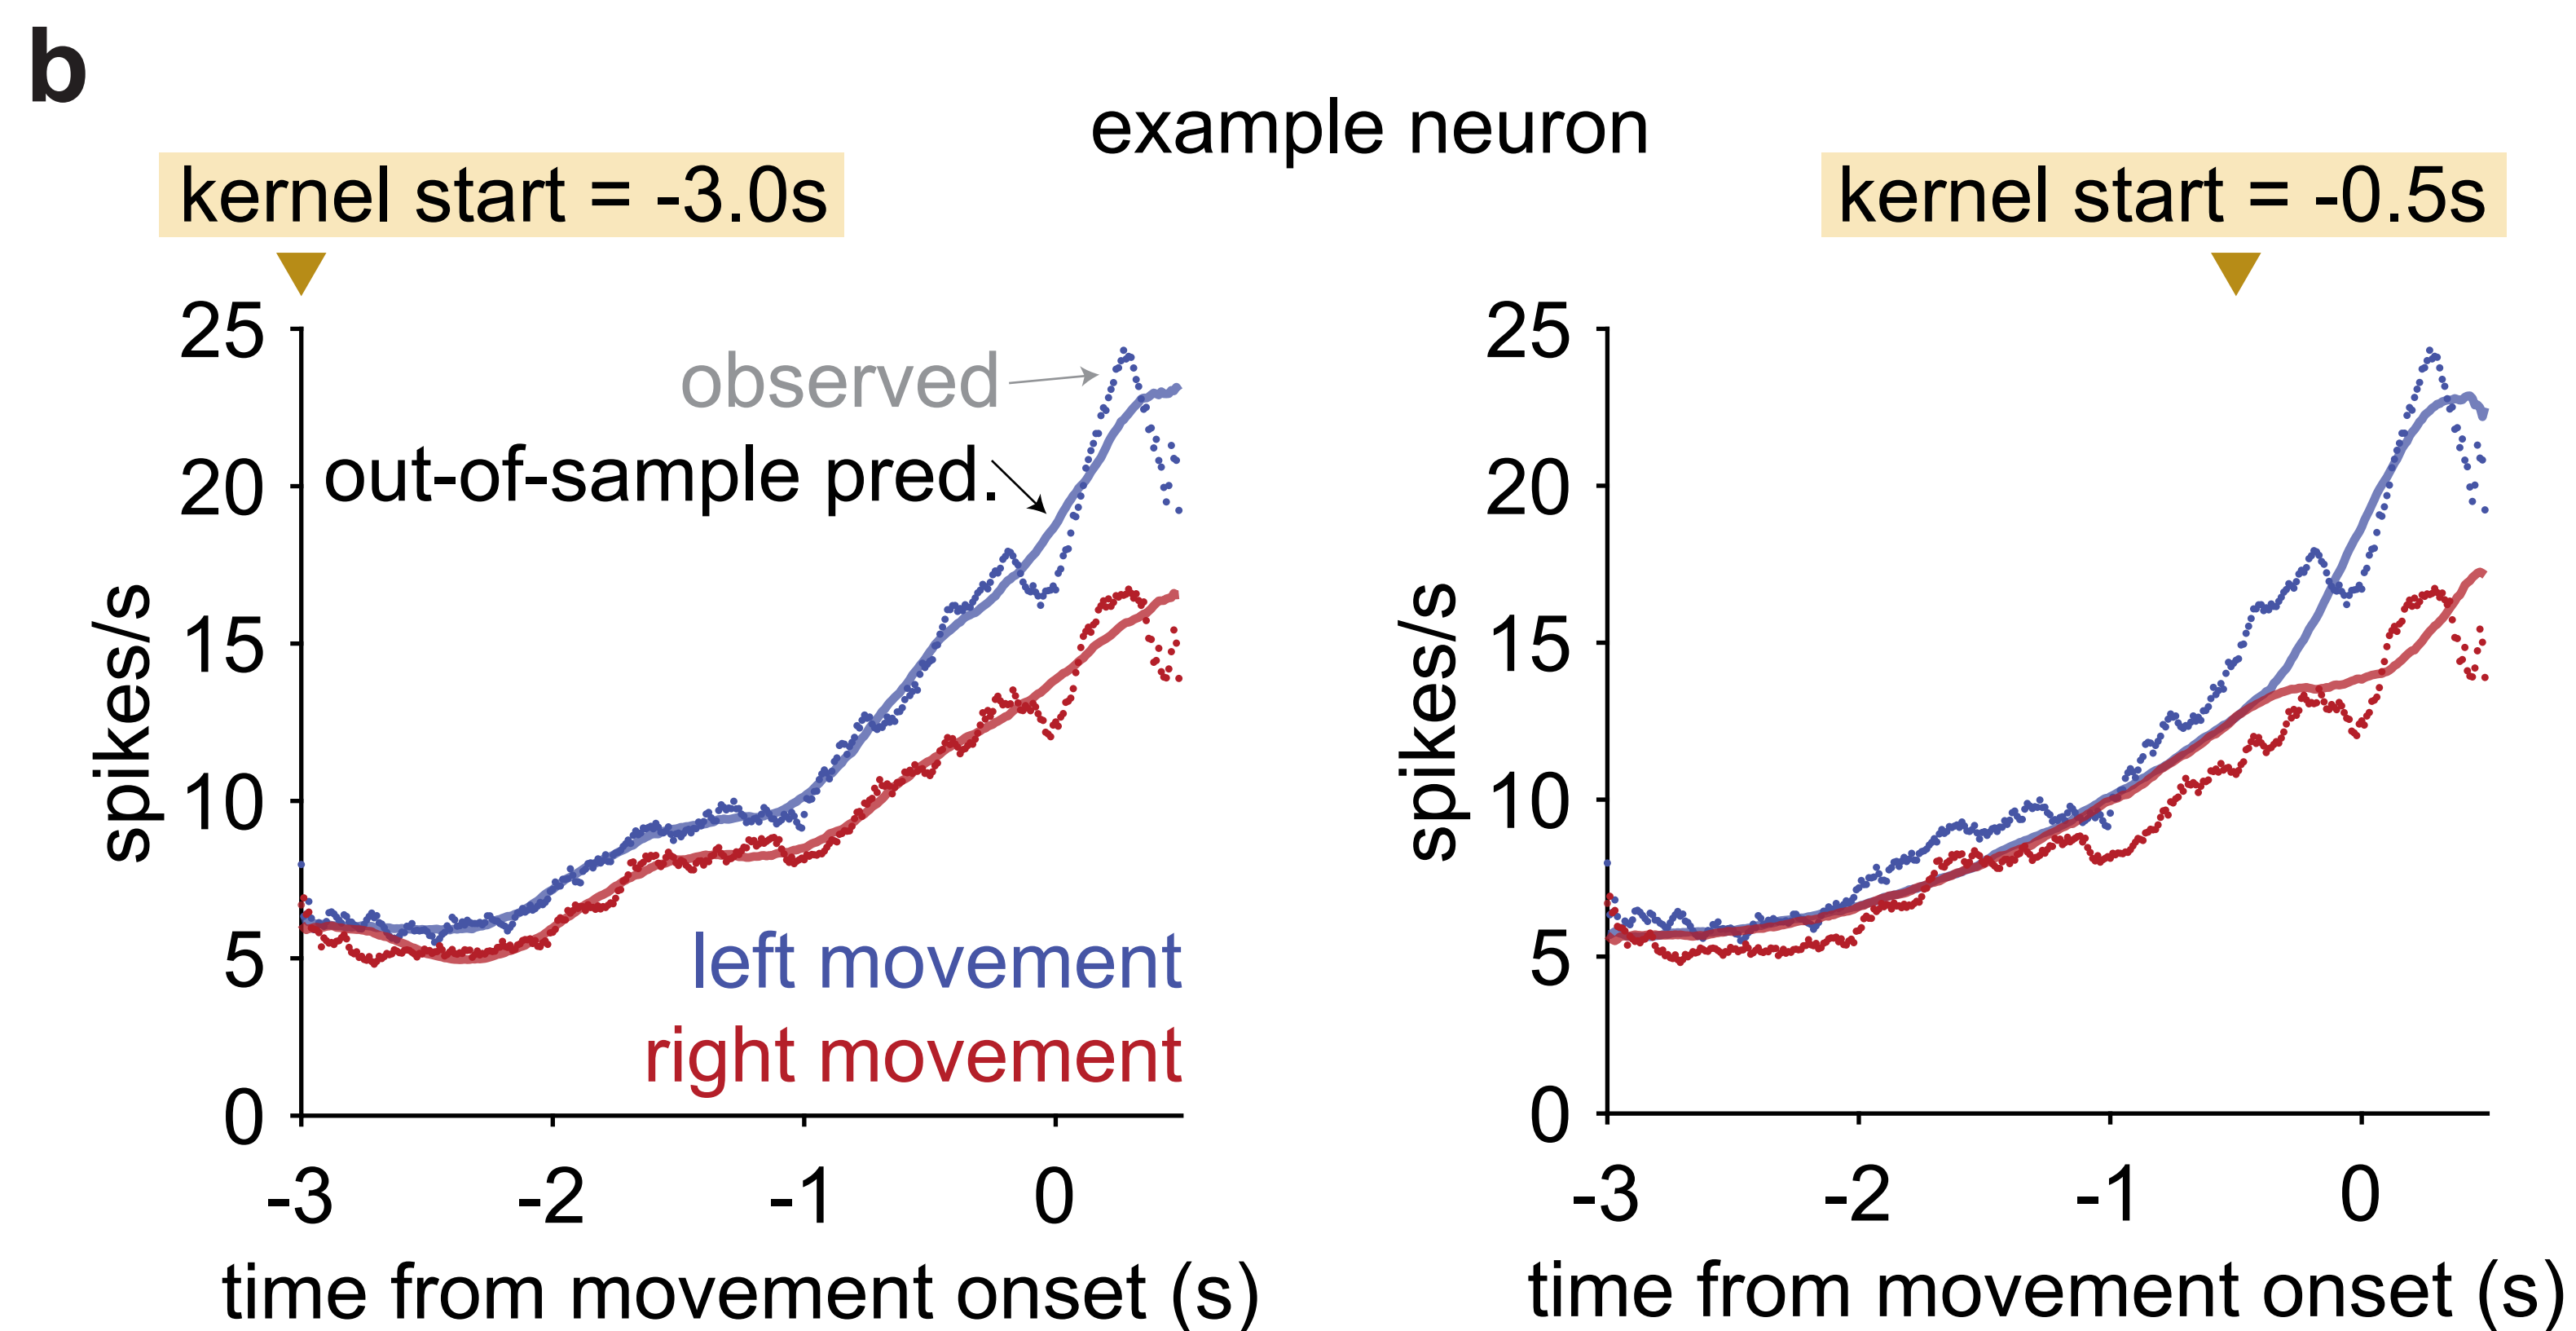 b
example neuron
kernel start = -3.0s
25
20
15
10
5
0
spikes/s
observed
out-of-sample pred.
left movement
right movement
-3 -2 -1 0
time from movement onset (s)
kernel start = -0.5s
25
20
15
10
5
0
spikes/s
-3 -2 -1 0
time from movement onset (s)